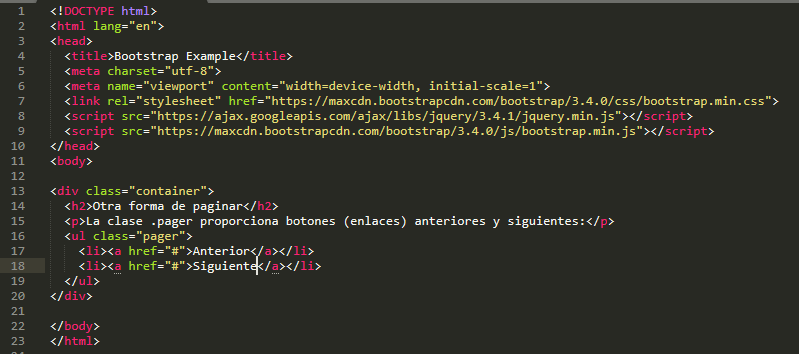 1 <!DOCTYPE html>
2 <html lang="en">
3 <head>
4   <title>Bootstrap Example</title>
5   <meta charset="utf-8">
6   <meta name="viewport" content="width=device-width, initial-scale=1">
7   <link rel="stylesheet" href="https://maxcdn.bootstrapcdn.com/bootstrap/3.4.0/css/bootstrap.min.css">
8   <script src="https://ajax.googleapis.com/ajax/libs/jquery/3.4.1/jquery.min.js"></script>
9   <script src="https://maxcdn.bootstrapcdn.com/bootstrap/3.4.0/js/bootstrap.min.js"></script>
10 </head>
11 <body>
12
13 <div class="container">
14   <h2>Otra forma de paginar</h2>
15   <p>La clase .pager proporciona botones (enlaces) anteriores y siguientes:</p>
16   <ul class="pager">
17     <li><a href="#">Anterior</a></li>
18     <li><a href="#">Siguiente</a></li>
19   </ul>
20 </div>
21
22 </body>
23 </html>